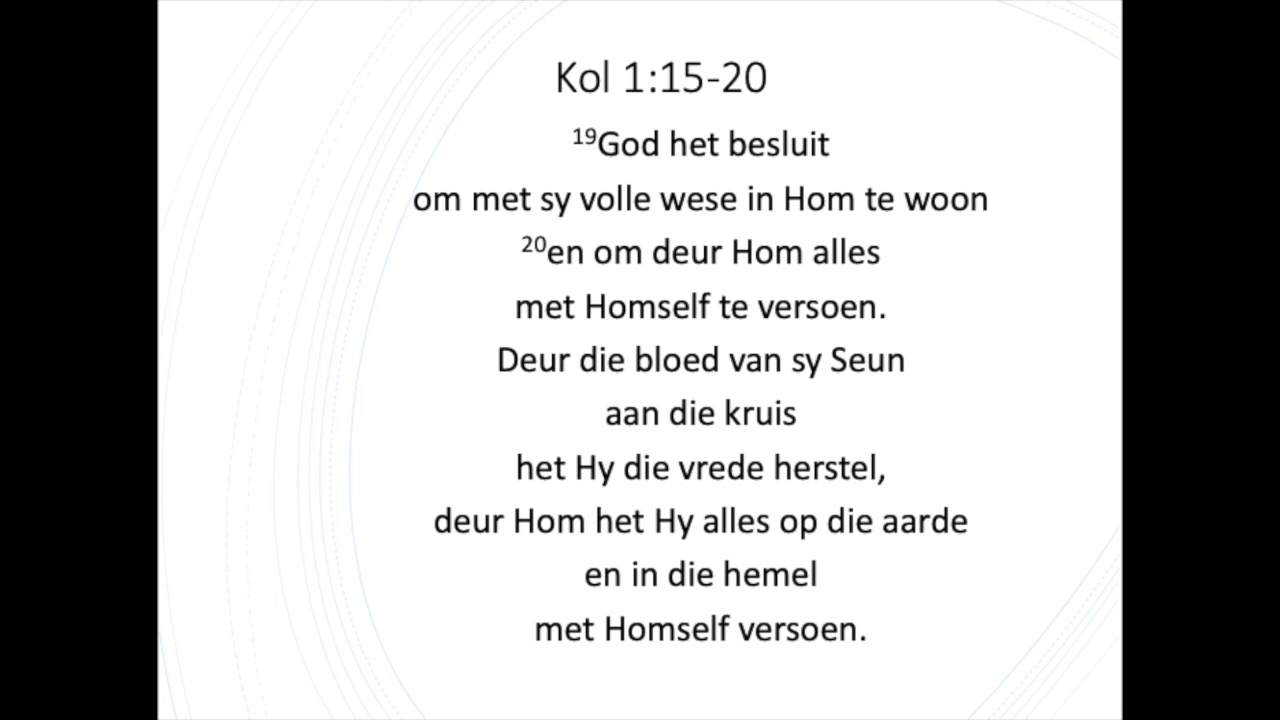 Kol 1:15-20
¹⁹God het besluit
om met sy volle wese in Hom te woon
²⁰en om deur Hom alles
met Homself te versoen.
Deur die bloed van sy Seun
aan die kruis
het Hy die vrede herstel,
deur Hom het Hy alles op die aarde
en in die hemel
met Homself versoen.